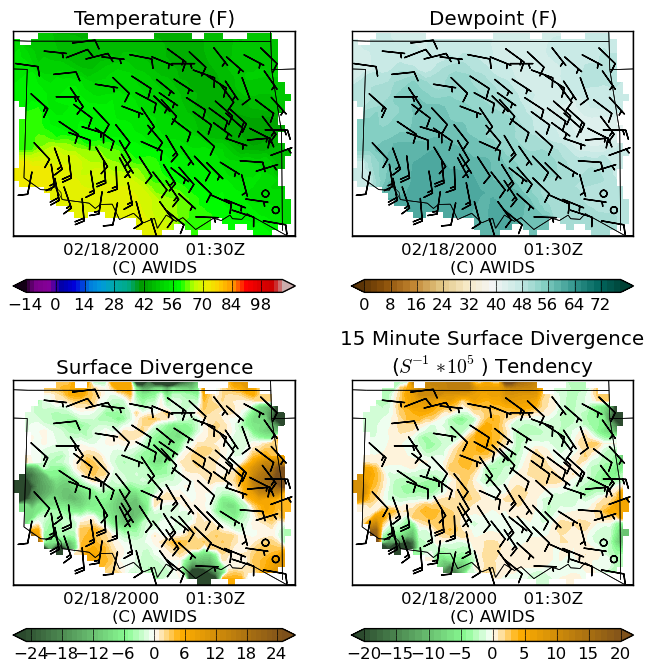 Temperature (F)
Dewpoint (F)
02/18/2000 01:30Z
(C) AWIDS
02/18/2000 01:30Z
(C) AWIDS
−14 0 14 28 42 56 70 84 98
0 8 16 24 32 40 48 56 64 72
Surface Divergence
15 Minute Surface Divergence
(S⁻¹ *10⁵ ) Tendency
02/18/2000 01:30Z
(C) AWIDS
02/18/2000 01:30Z
(C) AWIDS
−24 −18 −12 −6 0 6 12 18 24
−20 −15 −10 −5 0 5 10 15 20